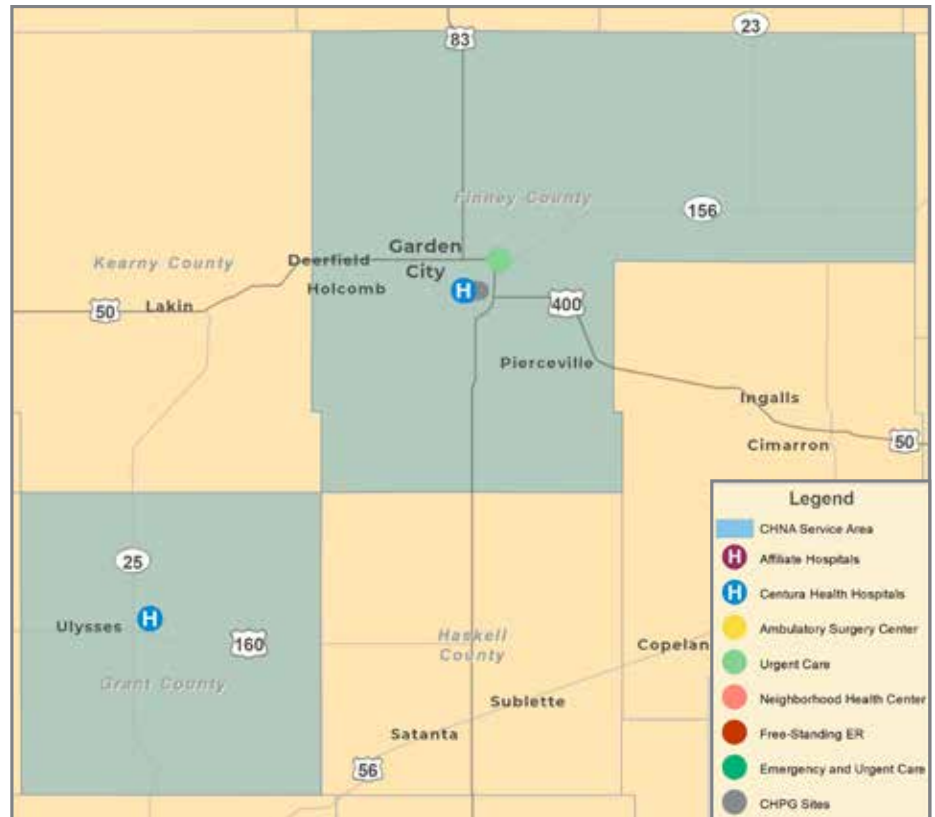 83
23
Finney County
156
Garden
City
Deerfield
Kearny County
Holcomb
H
50
Lakin
400
Pierceville
Ingalls
Cimarron
50
25
Ulysses
H
160
Grant County
Haskell
County
Copelan
Sublette
Satanta
56
Legend
CHNA Service Area
H Affiliate Hospitals
H Centura Health Hospitals
Ambulatory Surgery Center
Urgent Care
Neighborhood Health Center
Free-Standing ER
Emergency and Urgent Care
CHPG Sites